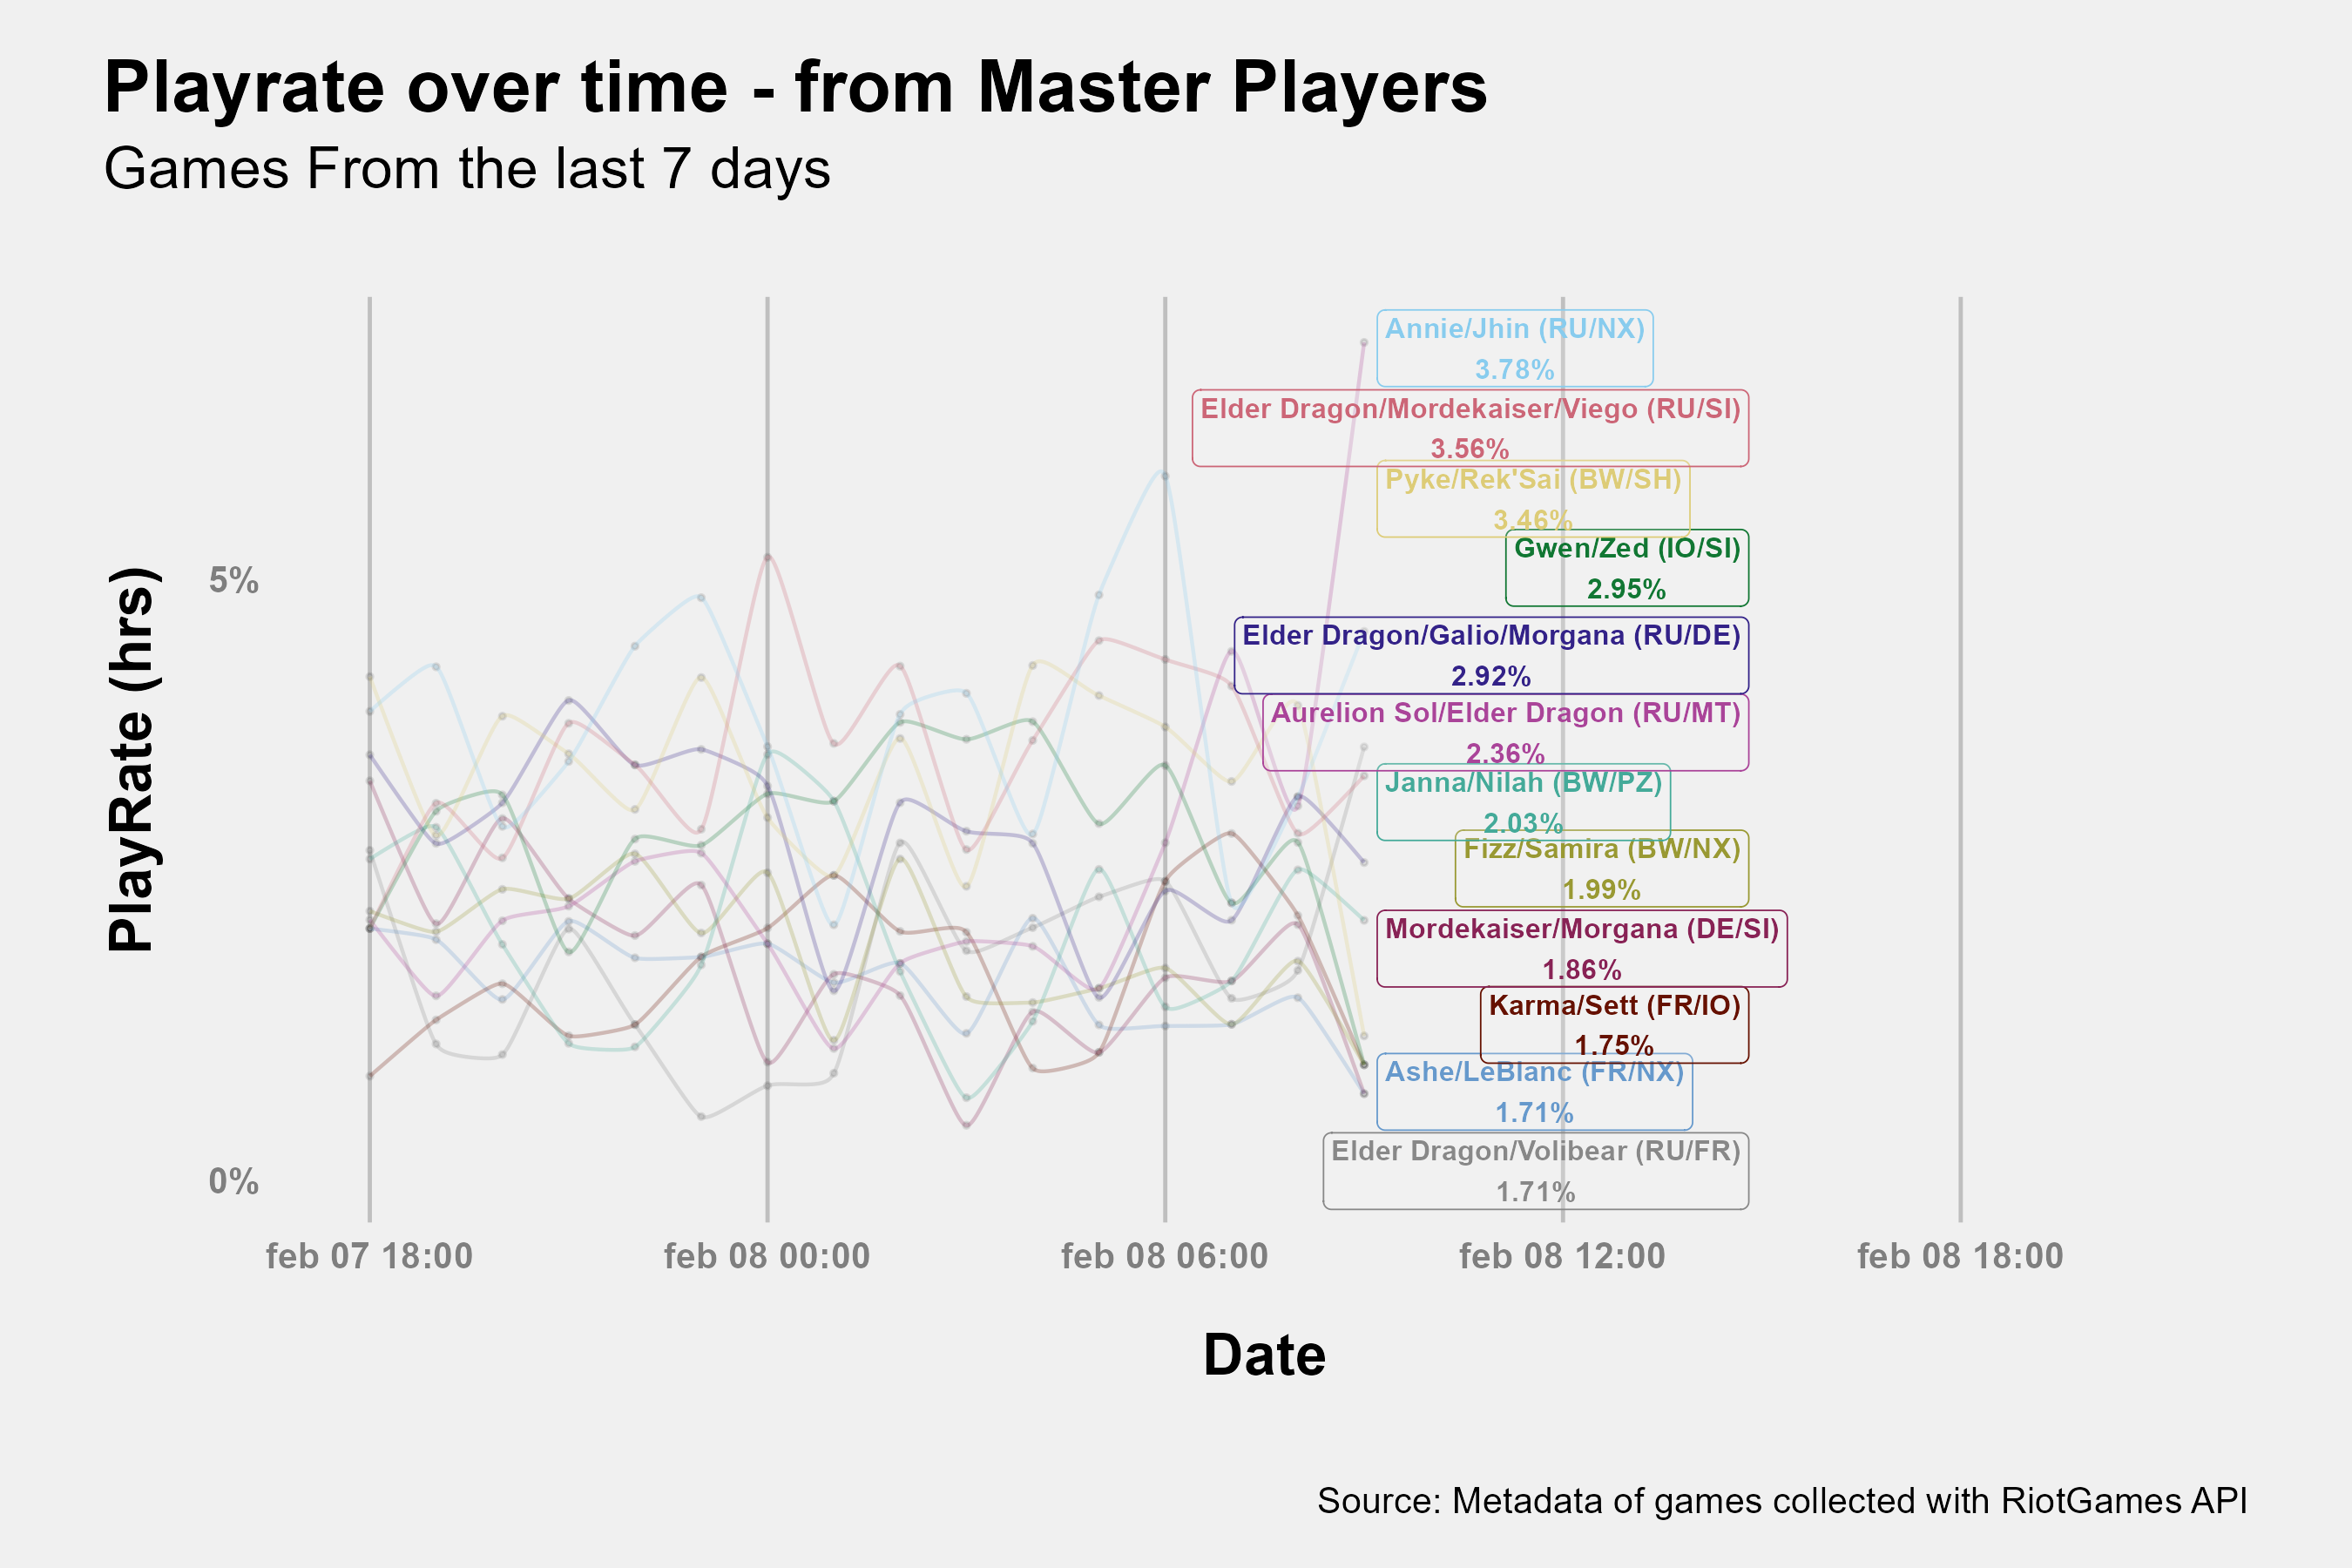 Playrate over time - from Master Players
Games From the last 7 days
PlayRate (hrs)
5%
0%
Annie/Jhin (RU/NX)
3.78%
Elder Dragon/Mordekaiser/Viego (RU/SI)
3.56%
Pyke/Rek'Sai (BW/SH)
3.46%
Gwen/Zed (IO/SI)
2.95%
Elder Dragon/Galio/Morgana (RU/DE)
2.92%
Aurelion Sol/Elder Dragon (RU/MT)
2.36%
Janna/Nilah (BW/PZ)
2.03%
Fizz/Samira (BW/NX)
1.99%
Mordekaiser/Morgana (DE/SI)
1.86%
Karma/Sett (FR/IO)
1.75%
Ashe/LeBlanc (FR/NX)
1.71%
Elder Dragon/Volibear (RU/FR)
1.71%
feb 07 18:00
feb 08 00:00
feb 08 06:00
feb 08 12:00
feb 08 18:00
Date
Source: Metadata of games collected with RiotGames API